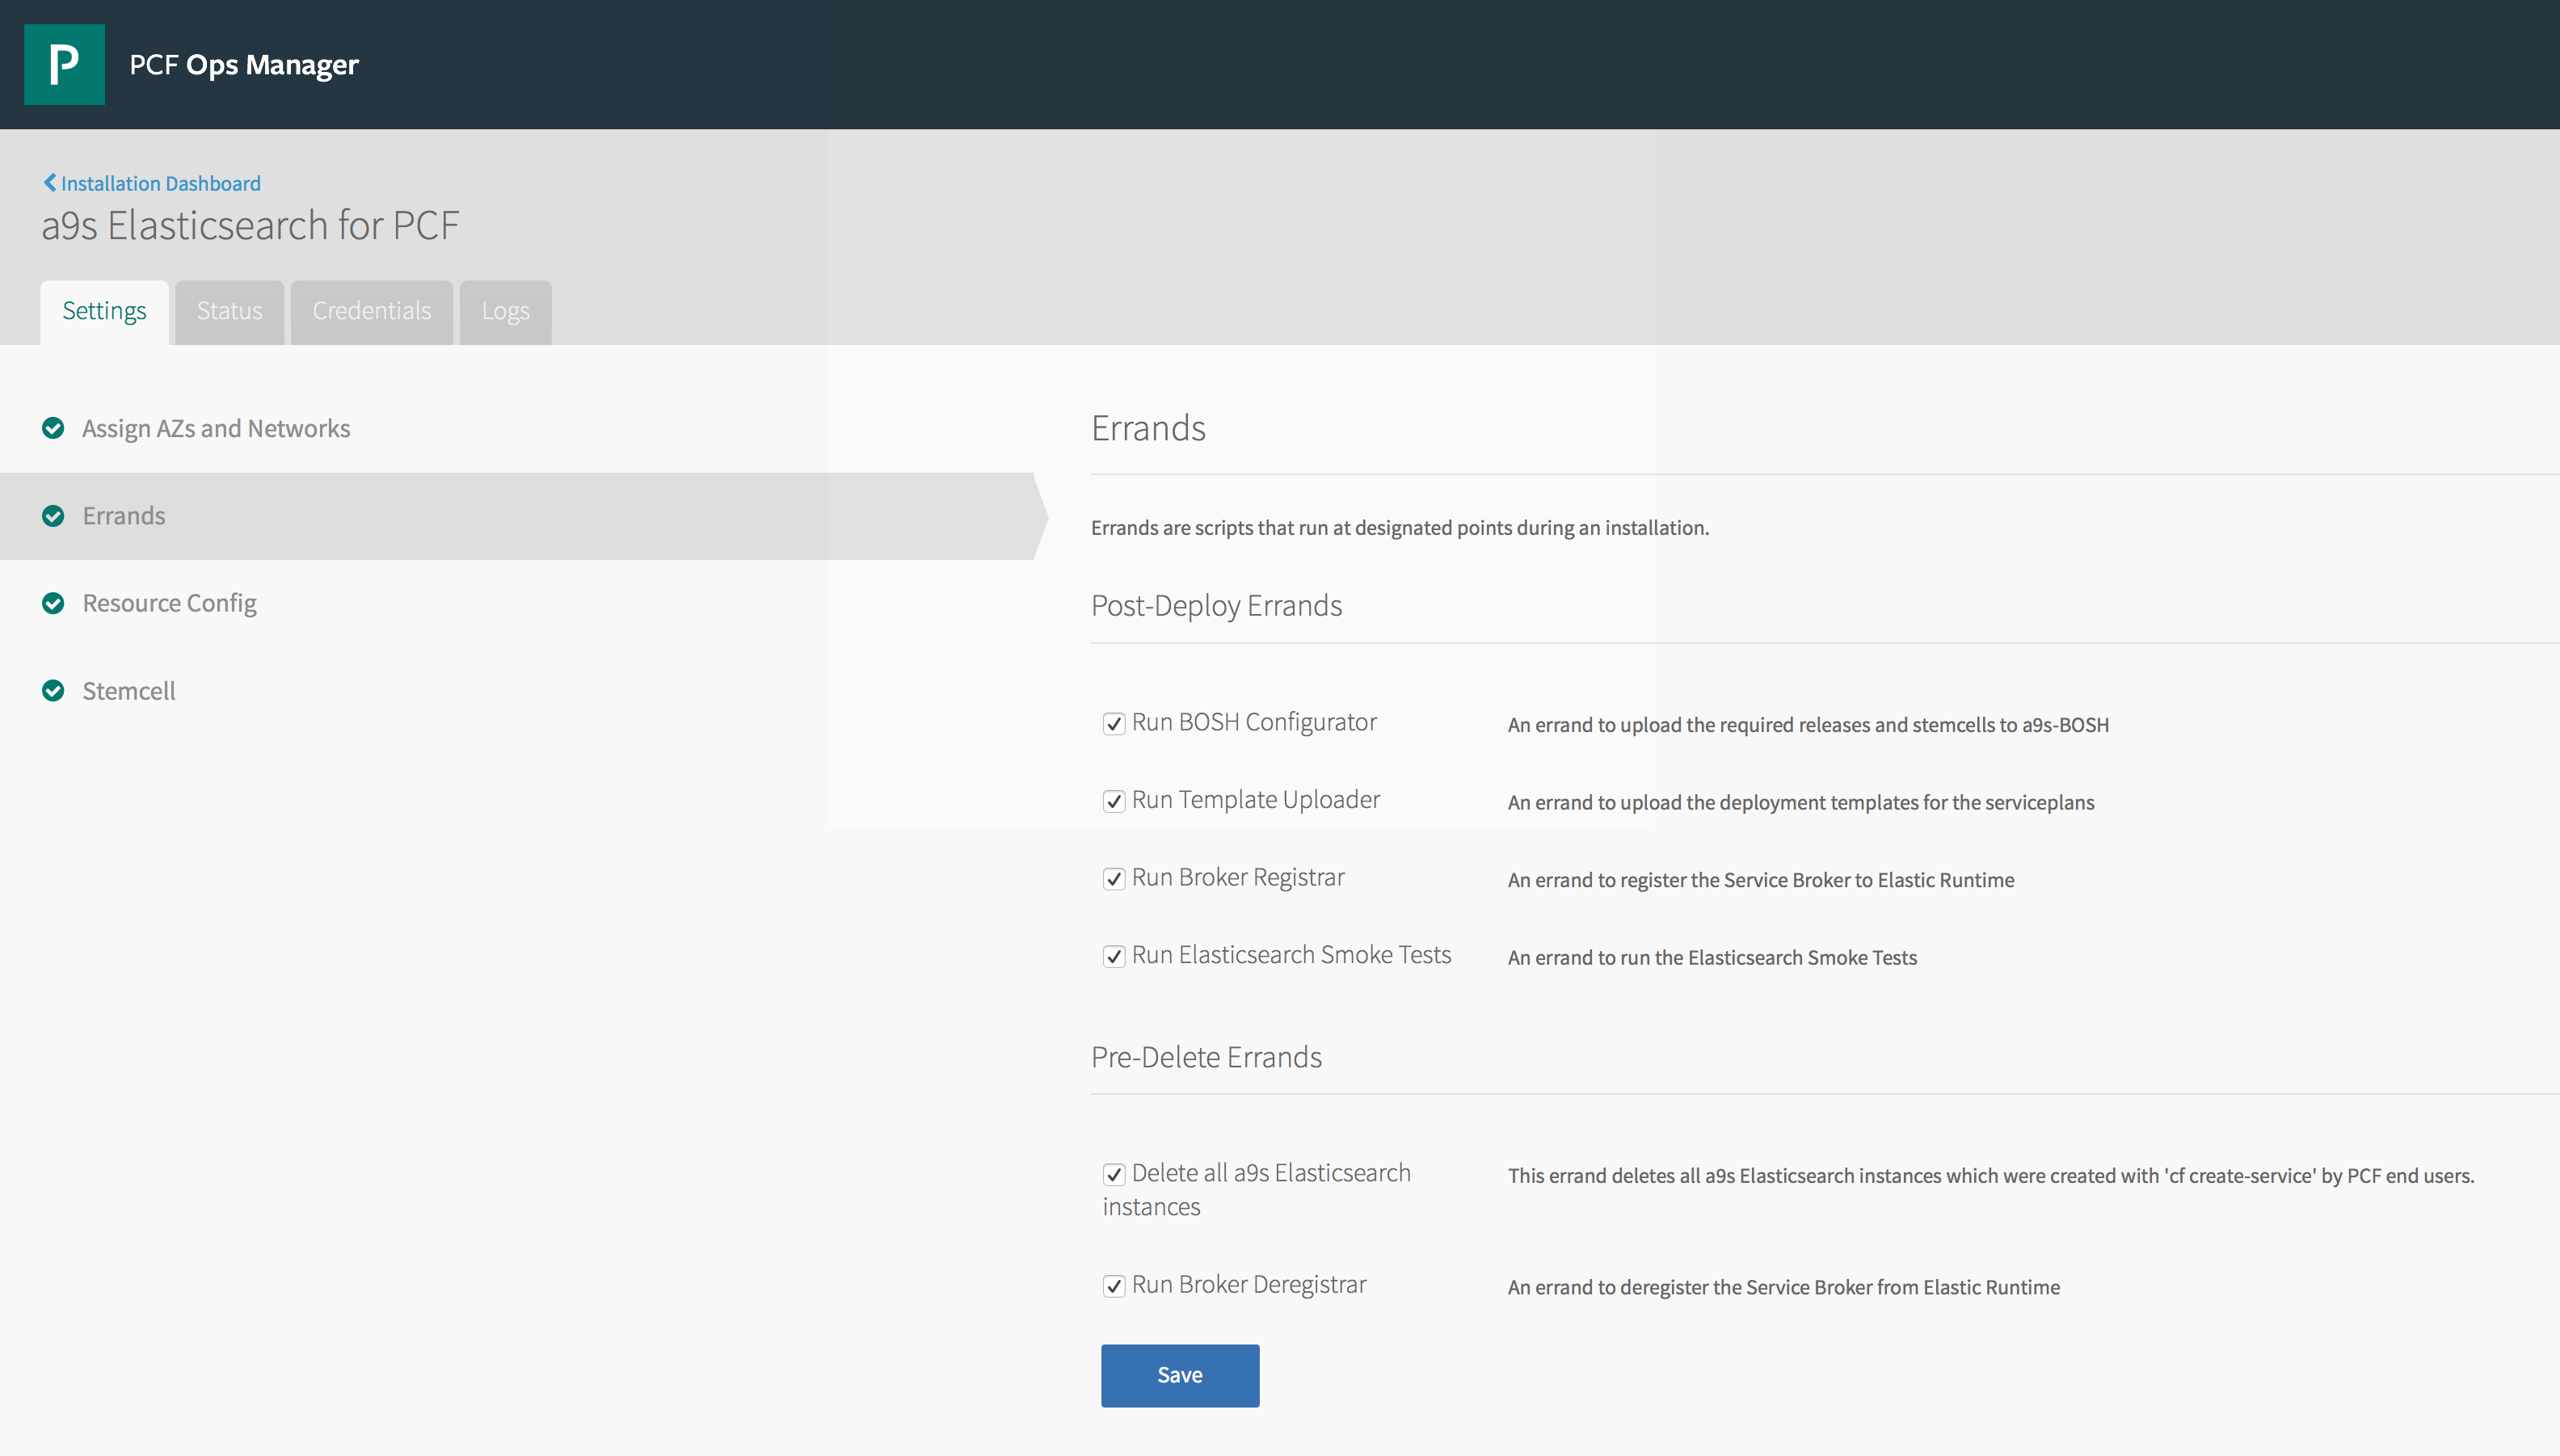 P
PCF Ops Manager
Installation Dashboard
a9s Elasticsearch for PCF
Settings Status Credentials Logs
Assign AZs and Networks
Errands
Resource Config
Stemcell
Errands
Errands are scripts that run at designated points during an installation.
Post-Deploy Errands
Run BOSH Configurator An errand to upload the required releases and stemcells to a9s-BOSH
Run Template Uploader An errand to upload the deployment templates for the serviceplans
Run Broker Registrar An errand to register the Service Broker to Elastic Runtime
Run Elasticsearch Smoke Tests An errand to run the Elasticsearch Smoke Tests
Pre-Delete Errands
Delete all a9s Elasticsearch This errand deletes all a9s Elasticsearch instances which were created with 'cf create-service' by PCF end users.
instances
Run Broker Deregistrar An errand to deregister the Service Broker from Elastic Runtime
Save